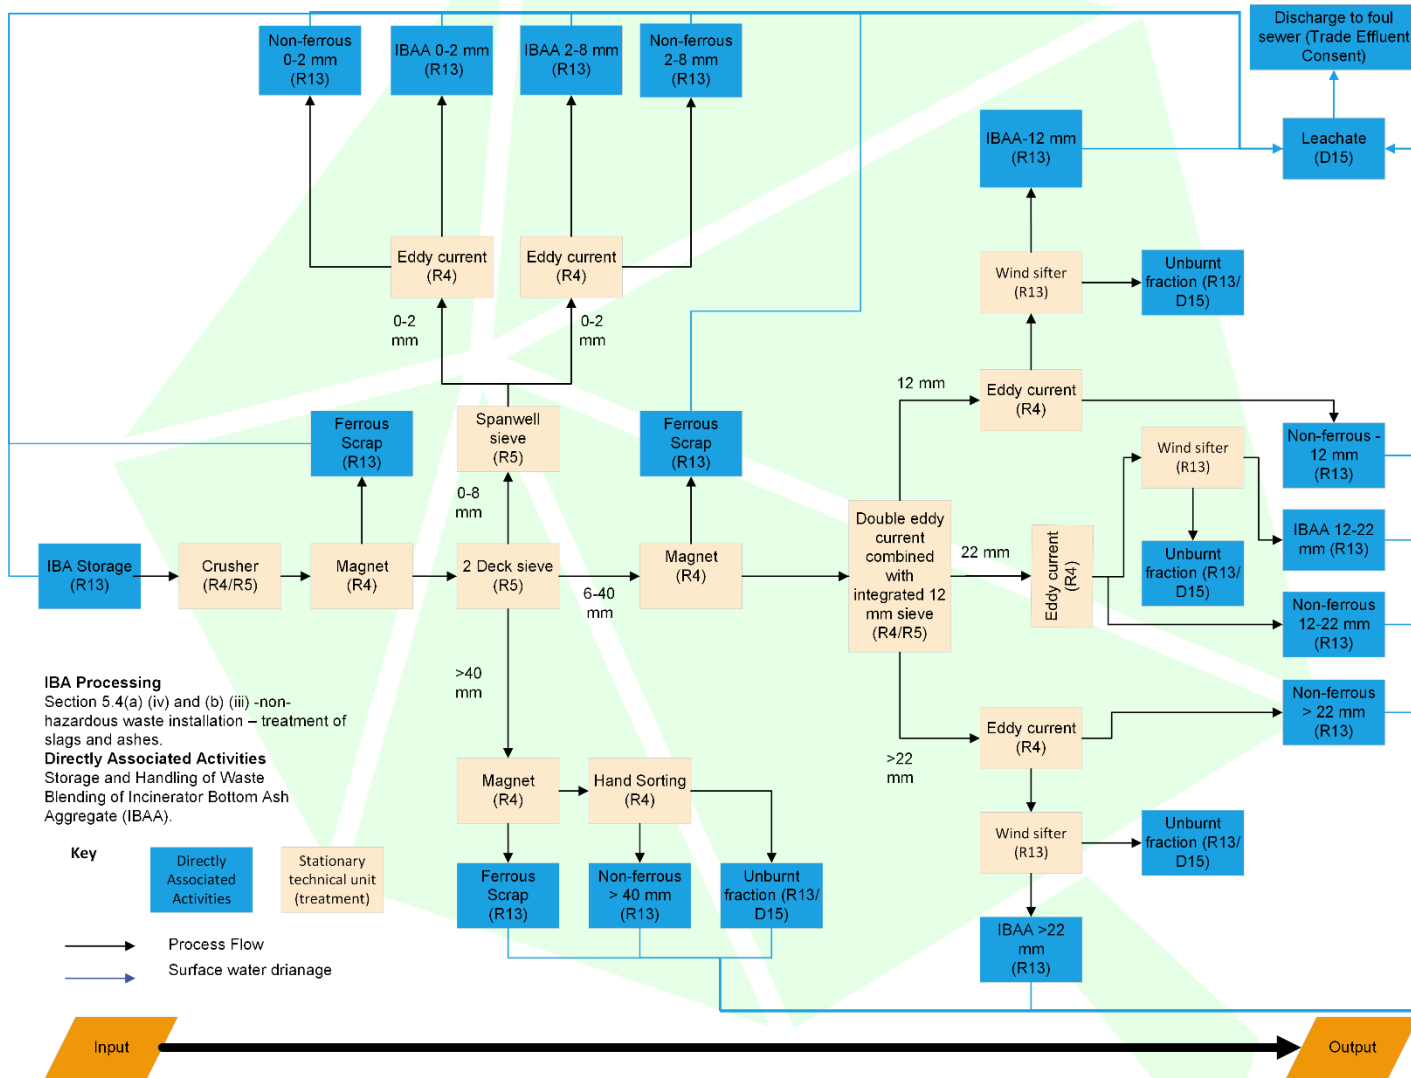 Non-ferrous
0-2 mm
(R13)
IBAA 0-2 mm
(R13)
IBAA 2-8 mm
(R13)
Non-ferrous
2-8 mm
(R13)
Discharge to foul
sewer (Trade Effluent
Consent)
IBAA-12 mm
(R13)
Leachate
(D15)
Eddy current
(R4)
Eddy current
(R4)
Wind sifter
(R13)
Unburnt
fraction (R13/
D15)
0-2
mm
0-2
mm
12 mm
Eddy current
(R4)
Ferrous
Scrap
(R13)
Spanwell
sieve
(R5)
Ferrous
Scrap
(R13)
Wind sifter
(R13)
Non-ferrous -
12 mm
(R13)
0-8
mm
Double eddy
current
combined
with
integrated 12
mm sieve
(R4/R5)
22 mm
Eddy current
(R4)
Unburnt
fraction (R13/
D15)
IBAA 12-22
mm (R13)
IBA Storage
(R13)
Crusher
(R4/R5)
Magnet
(R4)
2 Deck sieve
(R5)
6-40
mm
Magnet
(R4)
Non-ferrous
12-22 mm
(R13)
>40
mm
Non-ferrous
> 22 mm
(R13)
IBA Processing
Section 5.4(a) (iv) and (b) (iii) -non-
hazardous waste installation – treatment of
slags and ashes.
Directly Associated Activities
Storage and Handling of Waste
Blending of Incinerator Bottom Ash
Aggregate (IBAA).
>22
mm
Eddy current
(R4)
Magnet
(R4)
Hand Sorting
(R4)
Wind sifter
(R13)
Unburnt
fraction (R13/
D15)
Key
Directly
Associated
Activities
Stationary
technical unit
(treatment)
Ferrous
Scrap
(R13)
Non-ferrous
> 40 mm
(R13)
Unburnt
fraction (R13/
D15)
IBAA >22
mm
(R13)
Process Flow
Surface water drianage
Input
Output